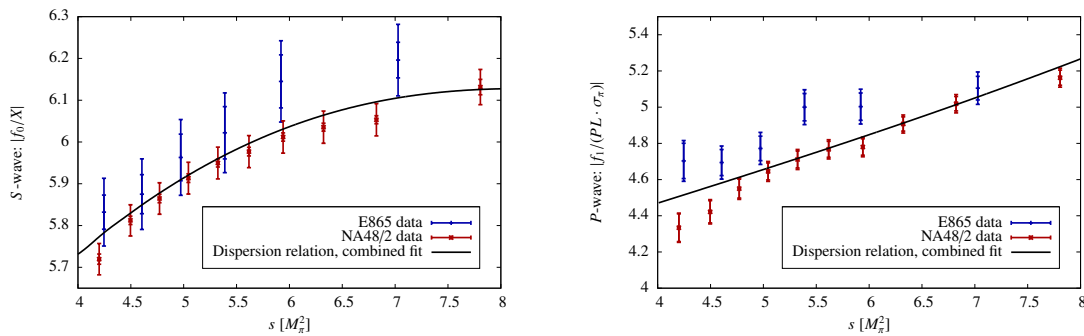 S-wave: |f₀/X|
6.3
6.2
6.1
6
5.9
5.8
5.7
E865 data
NA48/2 data
Dispersion relation, combined fit
4 4.5 5 5.5 6 6.5 7 7.5 8
s [M²π]
P-wave: |f₁/(PL · σπ)|
5.4
5.2
5
4.8
4.6
4.4
4.2
4
E865 data
NA48/2 data
Dispersion relation, combined fit
4 4.5 5 5.5 6 6.5 7 7.5 8
s [M²π]